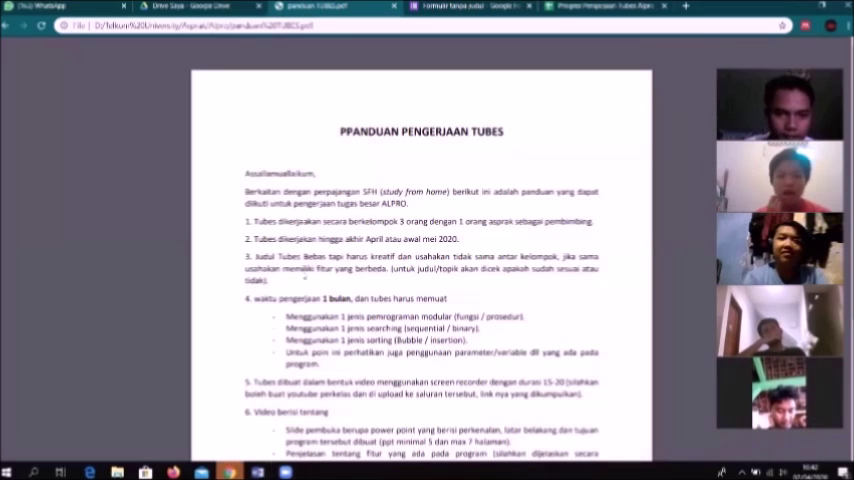 WhatsApp
Drive Saya - Google Drive
panduan TUBES.pdf
Formulir tanpa judul - Google
Progres Pengerjaan Tubes Alpro
File
PPANDUAN PENGERJAAN TUBES
Berkaitan dengan perpajangan SFH (study from home) berikut ini adalah panduan yang dapat
diikuti untuk pengerjaan tugas besar ALPRO.
1. Tubes dikerjaakan secara berkelompok 3 orang dengan 1 orang asprak sebagai pembimbing.
2. Tubes dikerjakan hingga akhir April atau awal mei 2020.
3. Judul Tubes Bebas tapi harus kreatif dan usahakan tidak sama antar kelompok, jika sama
usahakan memiliki fitur yang berbeda. (untuk judul/topik akan dicek apakah sudah sesuai atau
tidak).
4. waktu pengerjaan 1 bulan, dan tubes harus memuat
- Menggunakan 1 jenis pemrograman modular (fungsi / prosedur).
- Menggunakan 1 jenis searching (sequential / binary).
- Menggunakan 1 jenis sorting (Bubble / insertion).
- Untuk poin ini perhatikan juga penggunaan parameter/variable dll yang ada pada
program.
5. Tubes dibuat dalam bentuk video menggunakan screen recorder dengan durasi 15-20 (silahkan
boleh buat youtube perkelas dan di upload ke saluran tersebut, link nya yang dikumpulkan).
6. Video berisi tentang
- Slide pembuka berupa power point yang berisi perkenalan, latar belakang dan tujuan
program tersebut dibuat (ppt minimal 5 dan max 7 halaman).
- Penjelasan tentang fitur yang ada pada program (silahkan dijelaskan secara
10:42